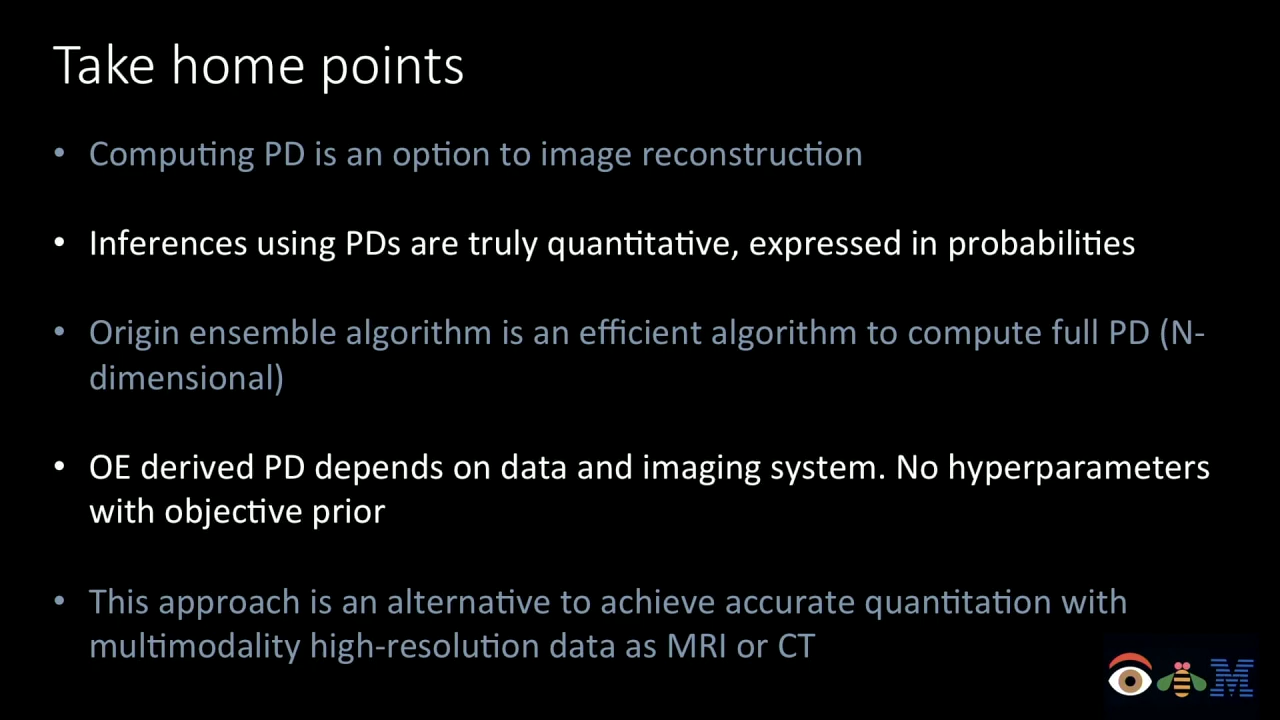 Take home points
• Computing PD is an option to image reconstruction
• Inferences using PDs are truly quantitative, expressed in probabilities
• Origin ensemble algorithm is an efficient algorithm to compute full PD (N-
dimensional)
• OE derived PD depends on data and imaging system. No hyperparameters
with objective prior
• This approach is an alternative to achieve accurate quantitation with
multimodality high-resolution data as MRI or CT
M